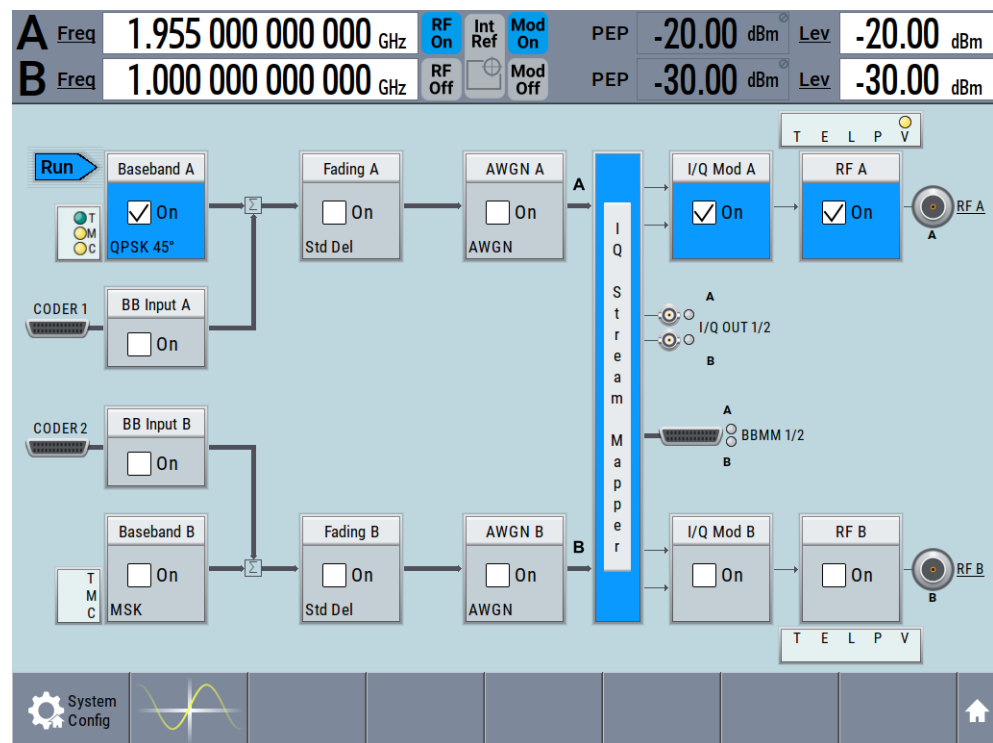 A Freq 1.955 000 000 000 GHz RF On Int Ref Mod On PEP -20.00 dBm Lev -20.00 dBm
B Freq 1.000 000 000 000 GHz RF Off Mod Off PEP -30.00 dBm Lev -30.00 dBm
T E L P V
Run
Baseband A
On
QPSK 45°
T
M
C
Fading A
On
Std Del
AWGN A
On
AWGN
A
I/Q Mod A
On
RF A
On
RF A
A
CODER 1
BB Input A
On
IQ Stream Mapper
A
I/Q OUT 1/2
B
CODER 2
BB Input B
On
A
BBMM 1/2
B
Baseband B
On
MSK
T
M
C
Σ
Σ
Fading B
On
Std Del
AWGN B
On
AWGN
B
I/Q Mod B
On
RF B
On
RF B
B
T E L P V
System
Config